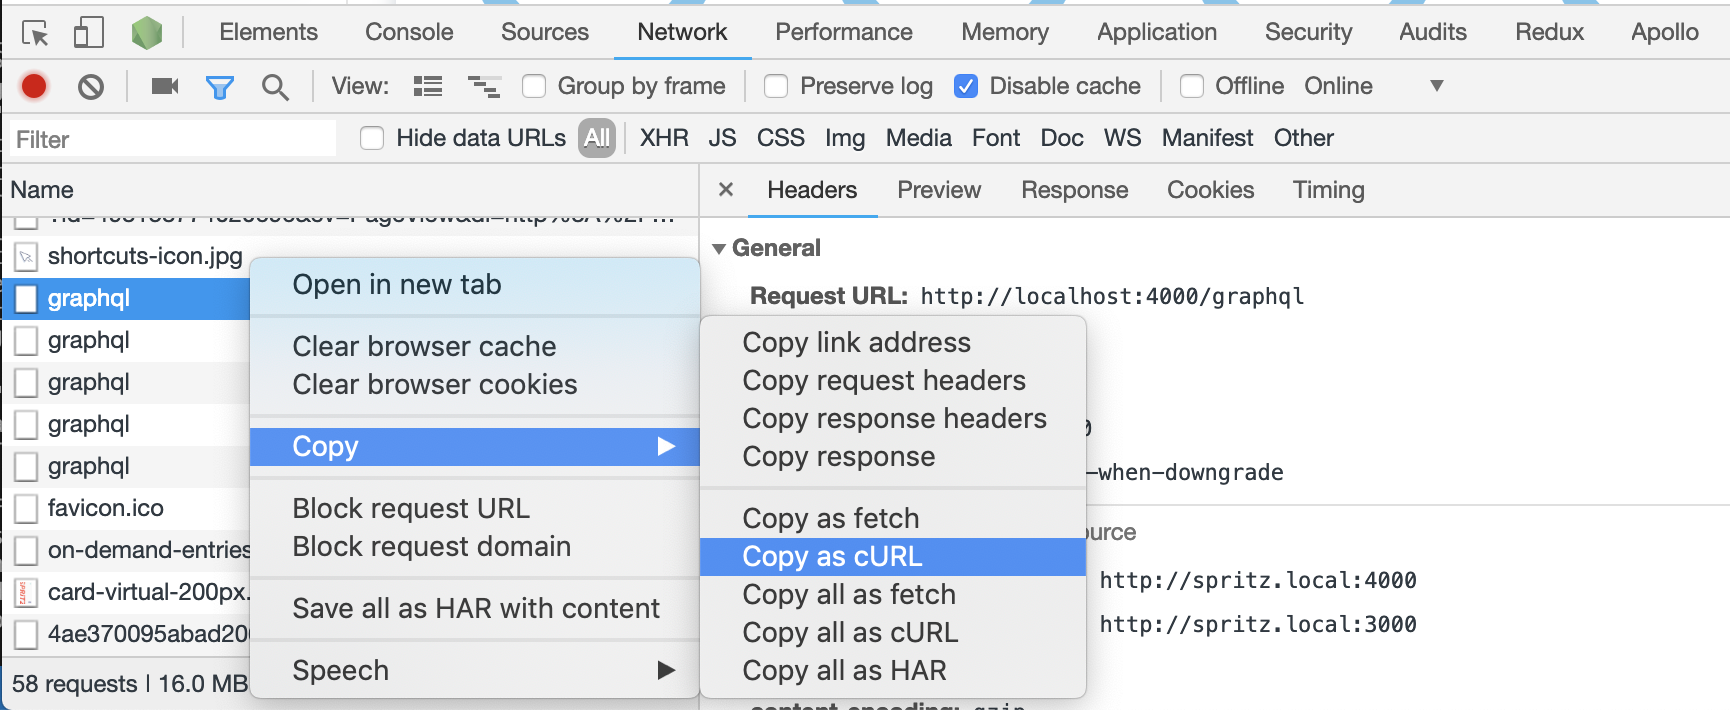 Elements Console Sources Network Performance Memory Application Security Audits Redux Apollo
View: Group by frame Preserve log Disable cache Offline Online
Filter Hide data URLs All XHR JS CSS Img Media Font Doc WS Manifest Other
Name
Headers Preview Response Cookies Timing
shortcuts-icon.jpg
graphql
graphql
graphql
graphql
graphql
favicon.ico
on-demand-entries
card-virtual-200px.
4ae370095abad20
58 requests | 16.0 MB
Open in new tab
Clear browser cache
Clear browser cookies
Copy
Block request URL
Block request domain
Save all as HAR with content
Speech
Copy link address
Copy request headers
Copy response headers
Copy response
Copy as fetch
Copy as cURL
Copy all as fetch
Copy all as cURL
Copy all as HAR
General
Request URL: http://localhost:4000/graphql
-when-downgrade
ource
http://spritz.local:4000
http://spritz.local:3000
content-encoding: gzip